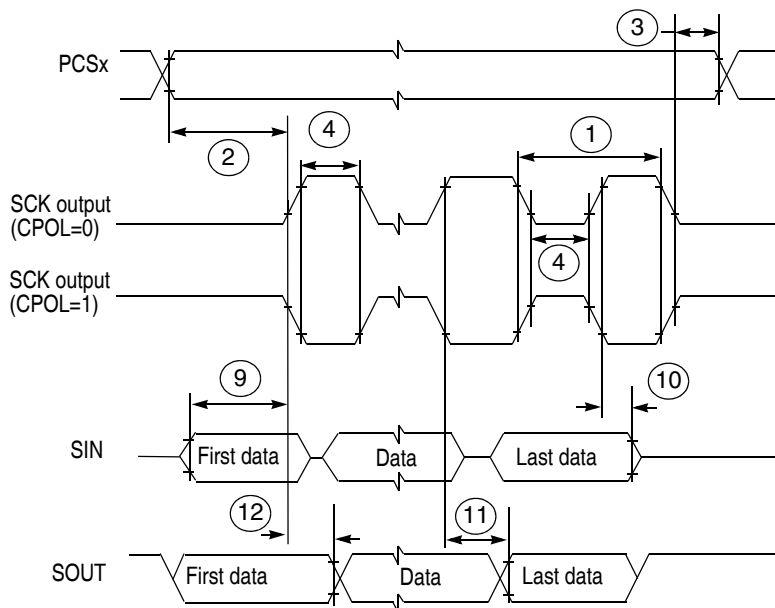 3
PCSx
2
4
1
SCK output
(CPOL=0)
4
SCK output
(CPOL=1)
9
10
SIN
First data
Data
Last data
12
11
SOUT
First data
Data
Last data